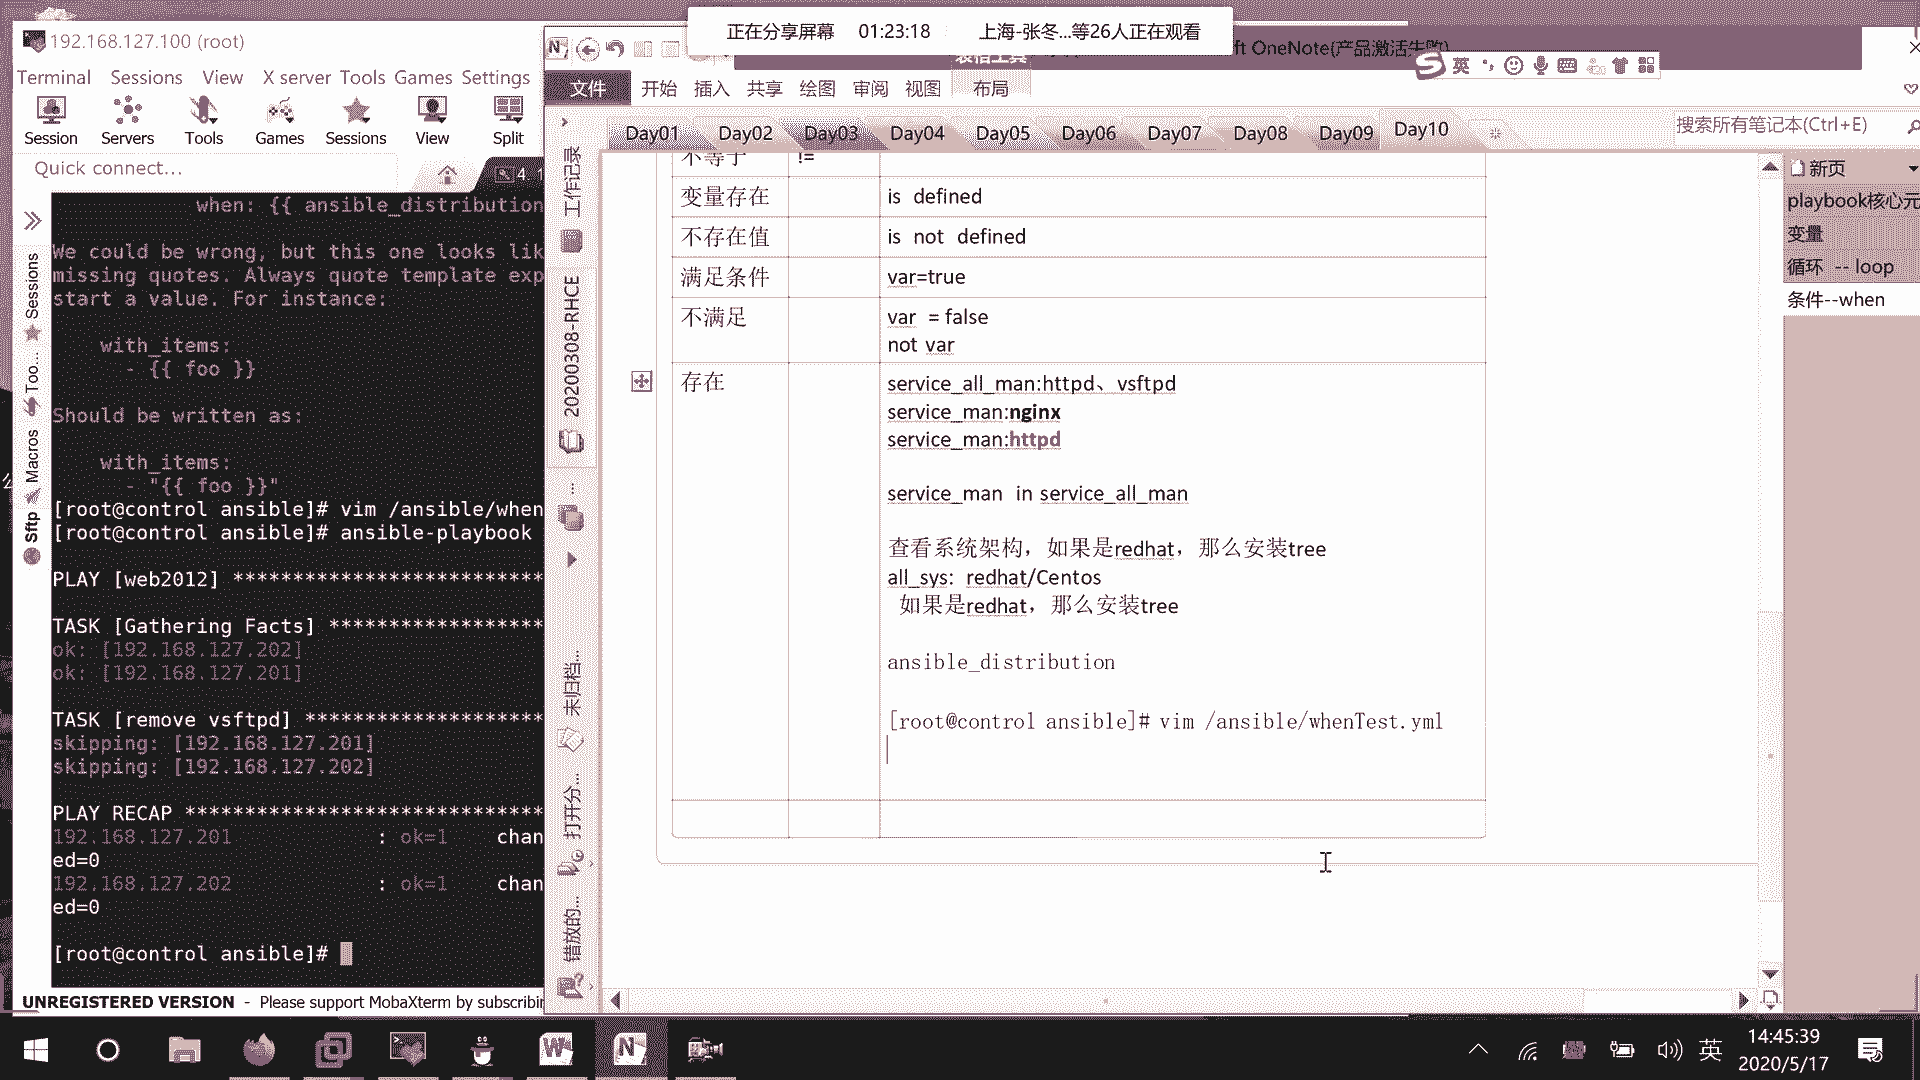 正在分享屏幕 01:23:18 上海-张冬...等26人正在观看
192.168.127.100 (root)
Terminal Sessions View X server Tools Games Settings
Session Servers Tools Games Sessions View Split
Quick connect...
4. 1
Sessions
Too...
Macros
Sftp
when: {{ ansible_distribution
We could be wrong, but this one looks lik
missing quotes. Always quote template exp
start a value. For instance:
with_items:
- {{ foo }}
Should be written as:
with_items:
- "{{ foo }}"
[root@control ansible]# vim /ansible/when
[root@control ansible]# ansible-playbook
PLAY [web2012] ***************************
TASK [Gathering Facts] *******************
ok: [192.168.127.202]
ok: [192.168.127.201]
TASK [remove vsftpd] *********************
skipping: [192.168.127.201]
skipping: [192.168.127.202]
PLAY RECAP *******************************
192.168.127.201 : ok=1 chan
ed=0
192.168.127.202 : ok=1 chan
ed=0
[root@control ansible]#
UNREGISTERED VERSION - Please support MobaXterm by subscribin
ft OneNote(产品激活失败)
表格工具
英
文件 开始 插入 共享 绘图 审阅 视图 布局
Day01 Day02 Day03 Day04 Day05 Day06 Day07 Day08 Day09 Day10
搜索所有笔记本(Ctrl+E)
工作记录
20200308-RHCE
未归档...
打开分...
错放的...
不等于 !=
变量存在 is defined
不存在值 is not defined
满足条件 var=true
不满足 var = false
not var
存在 service_all_man:httpd、vsftpd
service_man:nginx
service_man:httpd
service_man in service_all_man
查看系统架构，如果是redhat，那么安装tree
all_sys: redhat/Centos
如果是redhat，那么安装tree
ansible_distribution
[root@control ansible]# vim /ansible/whenTest.yml
新页
playbook核心元
变量
循环 -- loop
条件--when
英
14:45:39
2020/5/17